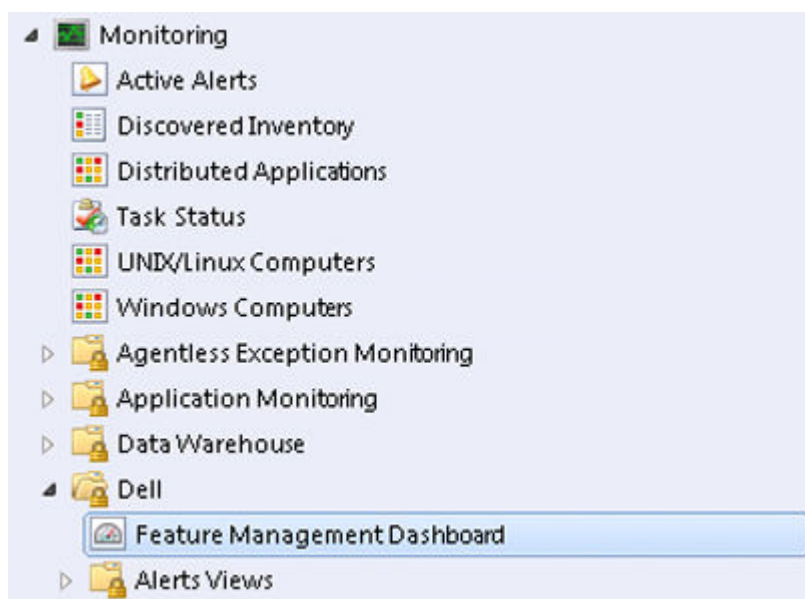 Monitoring
Active Alerts
Discovered Inventory
Distributed Applications
Task Status
UNIX/Linux Computers
Windows Computers
Agentless Exception Monitoring
Application Monitoring
Data Warehouse
Dell
Feature Management Dashboard
Alerts Views